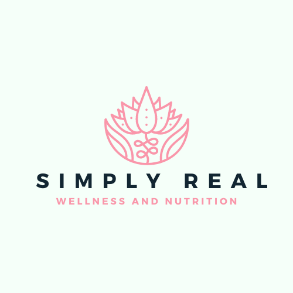 SIMPLY REAL
WELLNESS AND NUTRITION